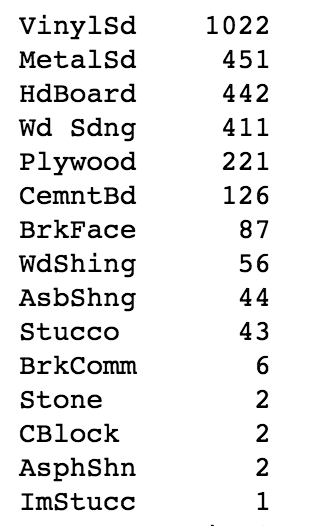 VinylSd 1022
MetalSd 451
HdBoard 442
Wd Sdng 411
Plywood 221
CemntBd 126
BrkFace 87
WdShing 56
AsbShng 44
Stucco 43
BrkComm 6
Stone 2
CBlock 2
AsphShn 2
ImStucc 1